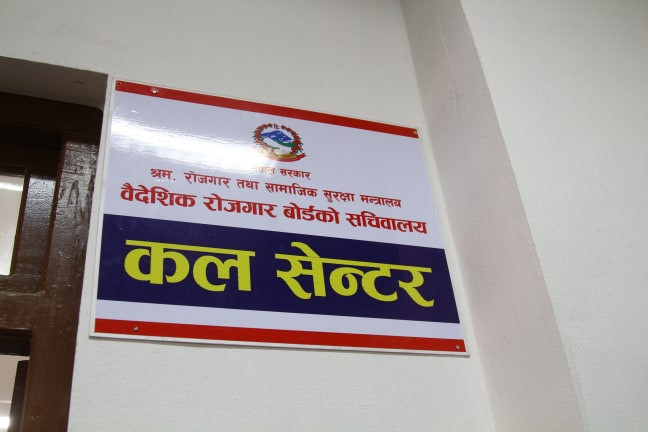 नेपाल सरकार
श्रम, रोजगार तथा सामाजिक सुरक्षा मन्त्रालय
वैदेशिक रोजगार बोर्डको सचिवालय
कल सेन्टर